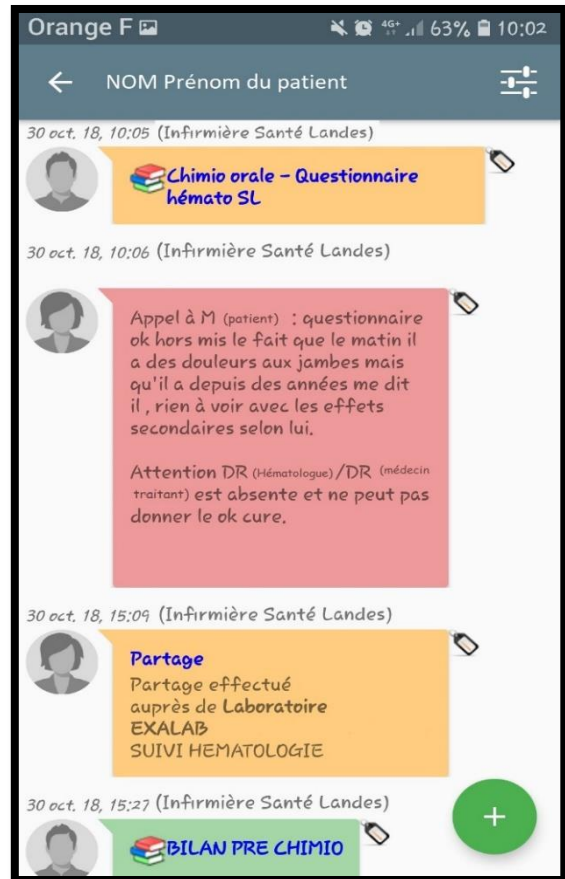 Orange F 4G+ 63% 10:02
NOM Prénom du patient
30 oct. 18, 10:05 (Infirmière Santé Landes)
Chimio orale - Questionnaire
hémato SL
30 oct. 18, 10:06 (Infirmière Santé Landes)
Appel à M (patient) : questionnaire
ok hors mis le fait que le matin il
a des douleurs aux jambes mais
qu'il a depuis des années me dit
il , rien à voir avec les effets
secondaires selon lui.
Attention DR (Hématologue)/DR (médecin
traitant) est absente et ne peut pas
donner le ok cure.
30 oct. 18, 15:09 (Infirmière Santé Landes)
Partage
Partage effectué
auprès de Laboratoire
EXALAB
SUIVI HEMATOLOGIE
30 oct. 18, 15:27 (Infirmière Santé Landes)
BILAN PRE CHIMIO